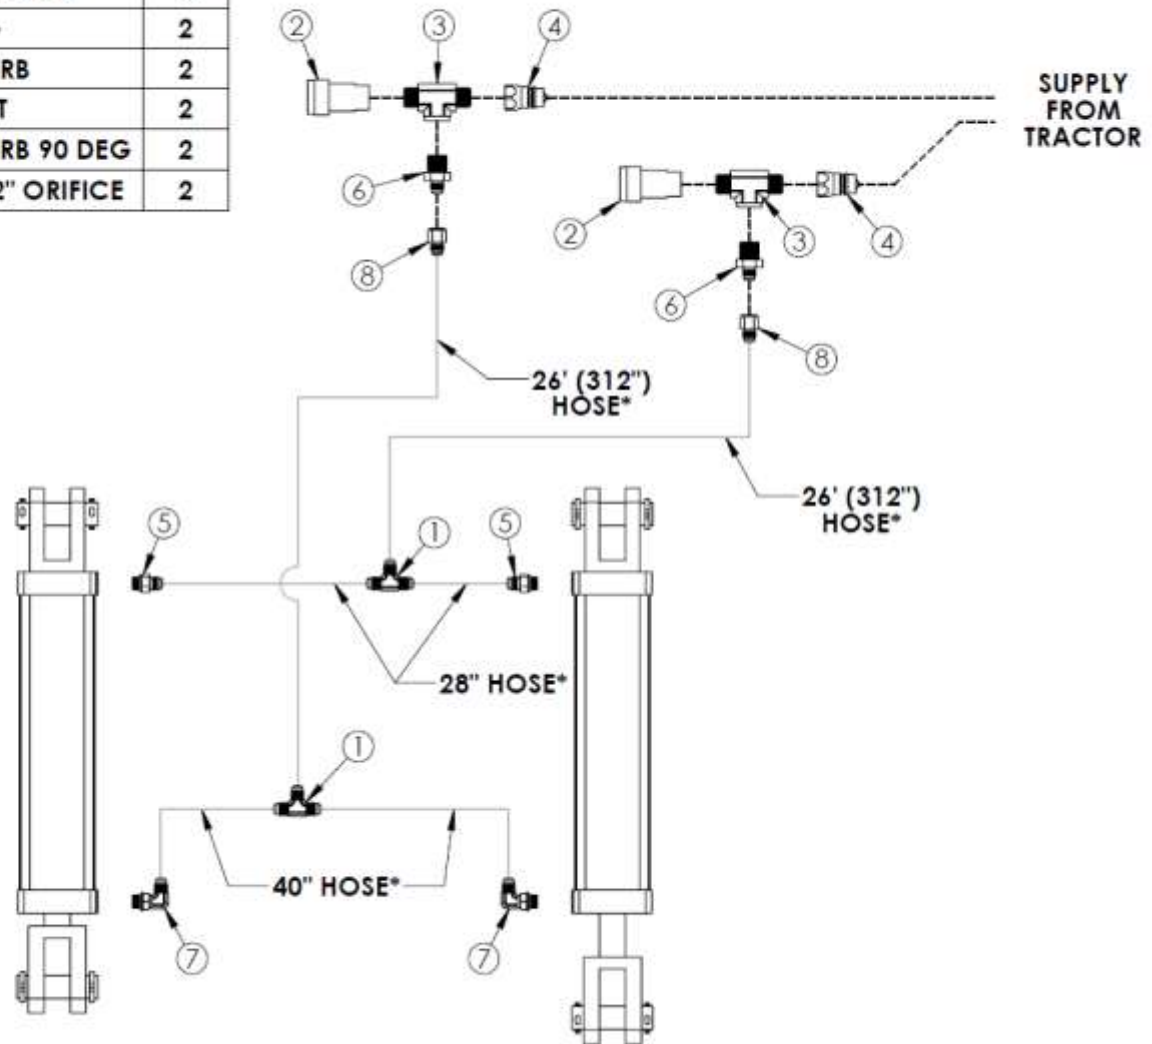 2
RB 2
T 2
RB 90 DEG 2
2" ORIFICE 2
2
3
4
SUPPLY
FROM
TRACTOR
6
2
3
4
8
6
8
26' (312")
HOSE*
26' (312")
HOSE*
5
1
5
28" HOSE*
1
40" HOSE*
7
7